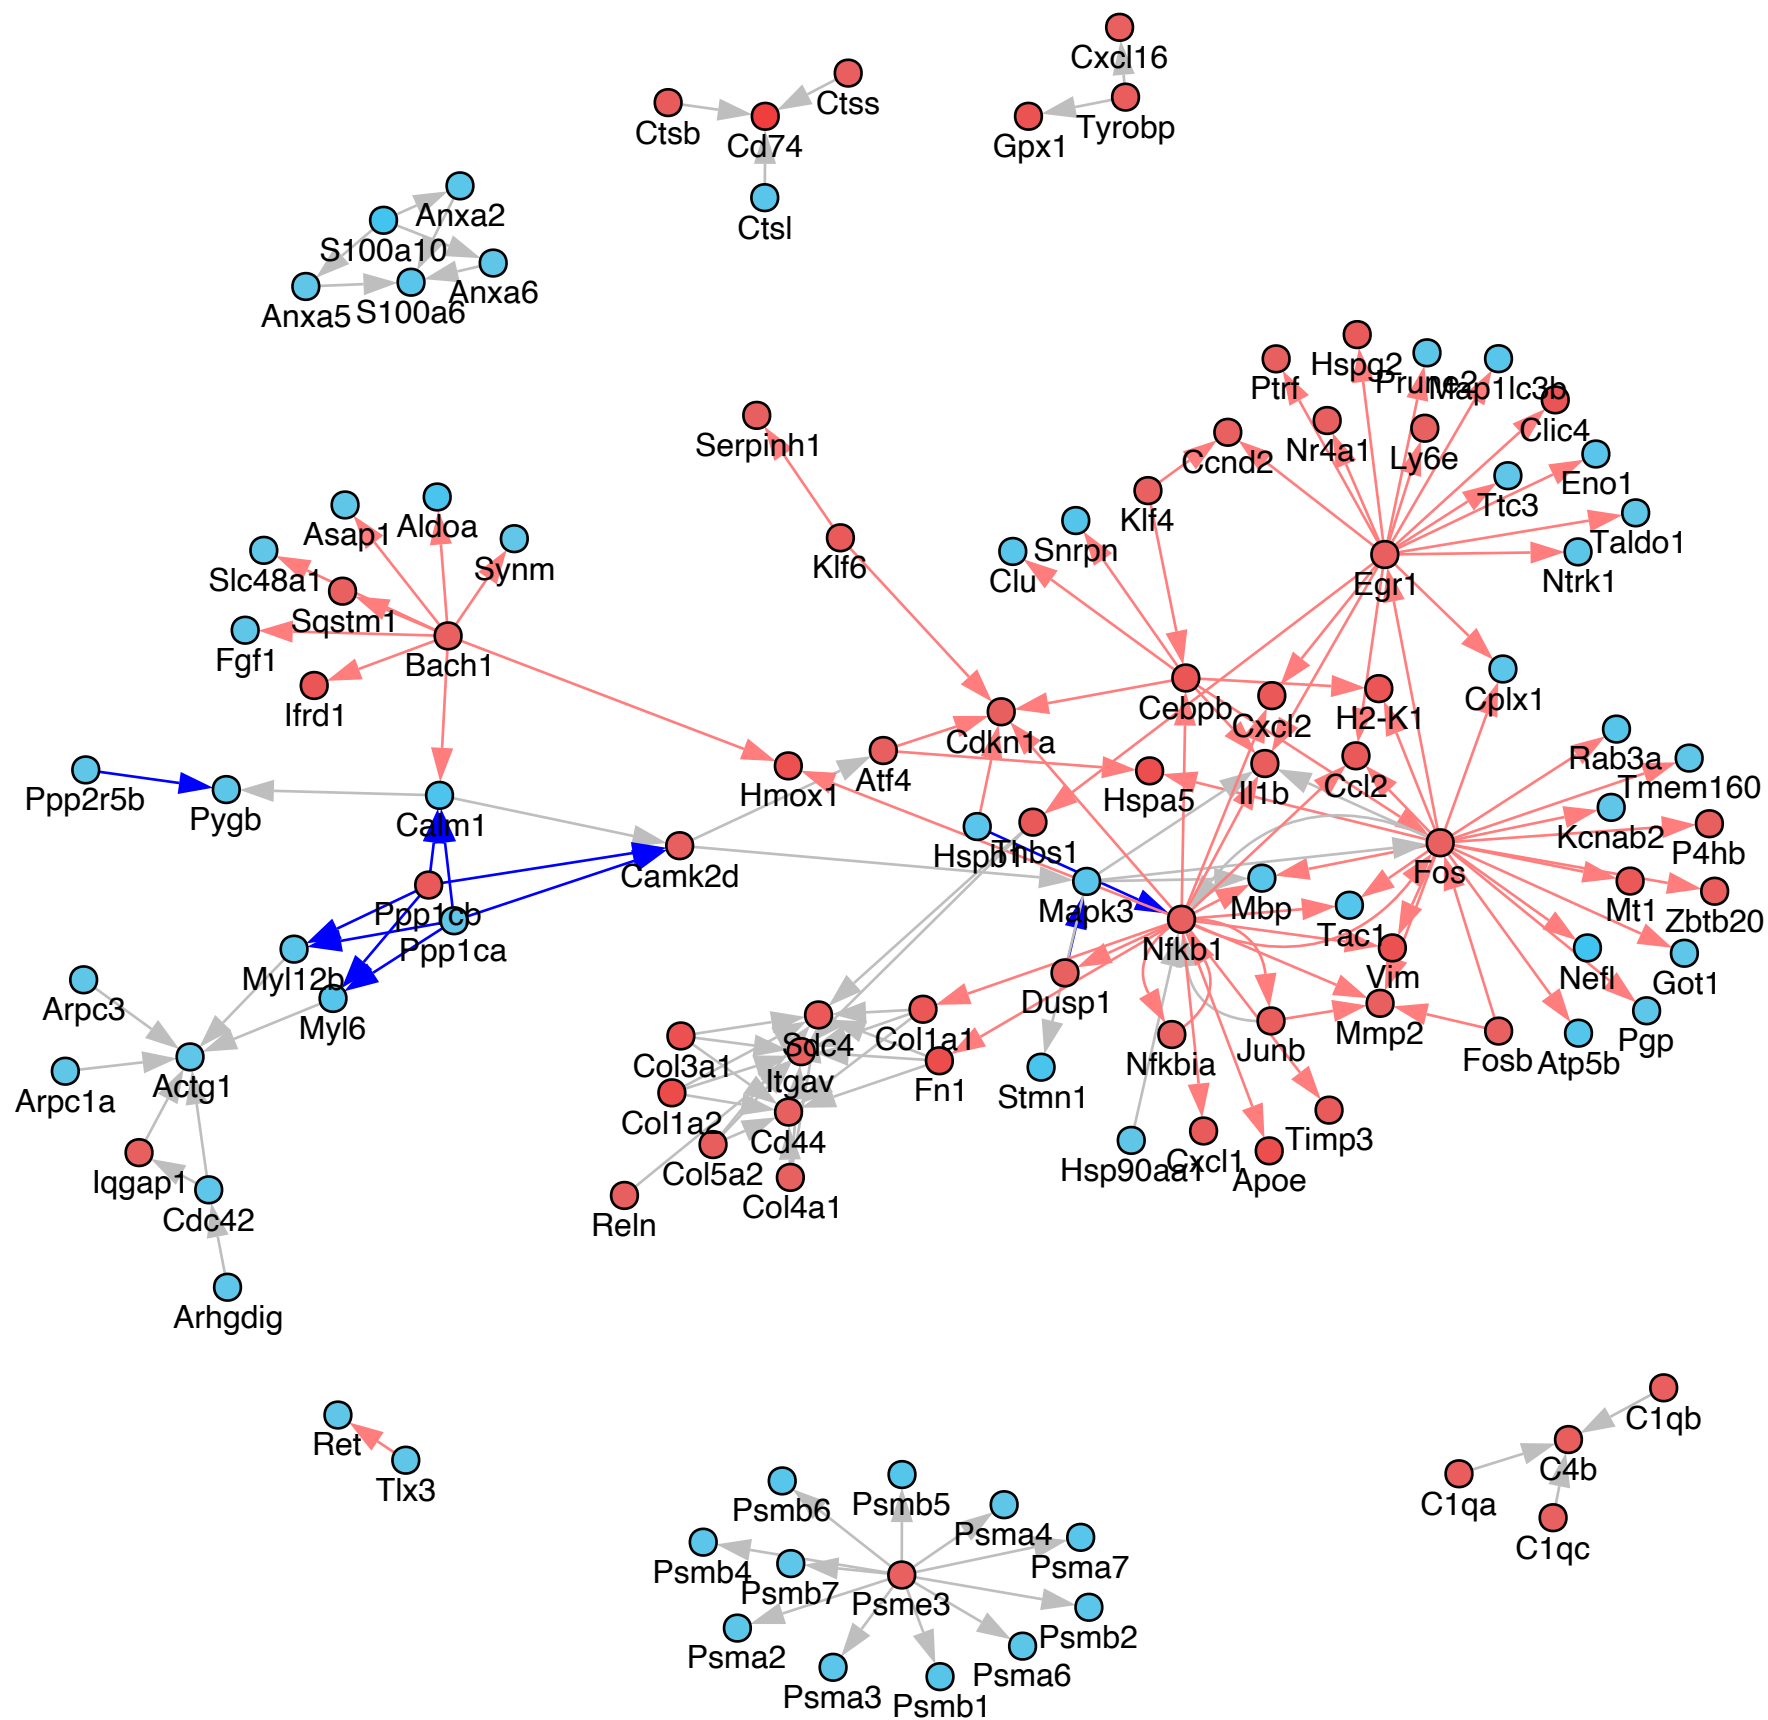 Cxcl16
Ctss
Ctsb
Cd74
Gpx1
Tyrobp
Ctsl
Anxa2
S100a10
Anxa6
Anxa5
S100a6
Hspg2
Ptrf
Prune2
Map1lc3b
Clic4
Serpinh1
Ccnd2
Nr4a1
Ly6e
Eno1
Ttc3
Asap1
Aldoa
Klf4
Snrpn
Taldo1
Slc48a1
Synm
Klf6
Clu
Egr1
Ntrk1
Sqstm1
Fgf1
Bach1
Ifrd1
Cebpb
Cxcl2
H2-K1
Cplx1
Cdkn1a
Rab3a
Ppp2r5b
Pygb
Calm1
Hmox1
Atf4
Hspa5
Il1b
Ccl2
Tmem160
Kcnab2
P4hb
Camk2d
Hspb1
Thbs1
Fos
Ppp1cb
Ppp1ca
Mapk3
Mbp
Mt1
Zbtb20
Tac1
Nfkb1
Myl12b
Vim
Nefl
Got1
Arpc3
Myl6
Dusp1
Mmp2
Pgp
Sdc4
Col1a1
Nfkbia
Junb
Fosb
Atp5b
Col3a1
Itgav
Fn1
Stmn1
Arpc1a
Actg1
Col1a2
Cd44
Timp3
Iqgap1
Col5a2
Hsp90aa1
Cxcl1
Apoe
Cdc42
Reln
Col4a1
Arhgdig
C1qb
Ret
Tlx3
C4b
C1qa
C1qc
Psmb6
Psmb5
Psma4
Psma7
Psmb4
Psmb7
Psme3
Psmb2
Psma2
Psma6
Psma3
Psmb1